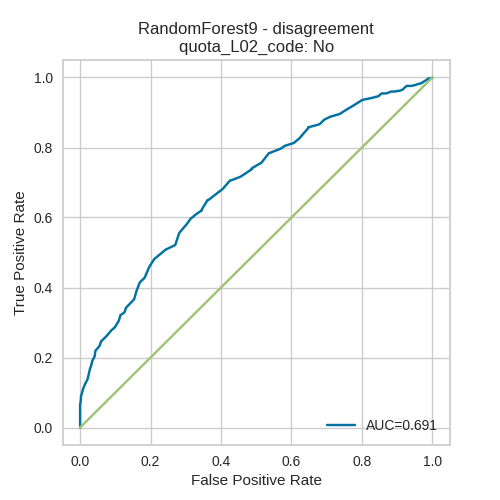 RandomForest9 - disagreement
quota_L02_code: No
True Positive Rate
1.0
0.8
0.6
0.4
0.2
0.0
AUC=0.691
0.0 0.2 0.4 0.6 0.8 1.0
False Positive Rate